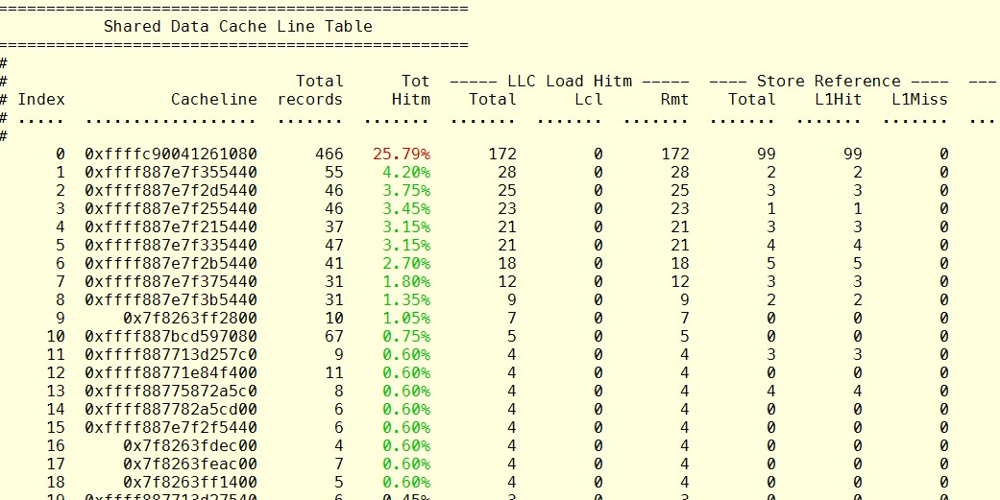 =================================================
Shared Data Cache Line Table
=================================================
#
# Total Tot ----- LLC Load Hitm ----- ---- Store Reference ---- ---
# Index Cacheline records Hitm Total Lcl Rmt Total L1Hit L1Miss
# ..... .................. ....... ....... ....... ....... ....... ....... ....... ....... ...
#
0 0xffffc90041261080 466 25.79% 172 0 172 99 99 0
1 0xffff887e7f355440 55 4.20% 28 0 28 2 2 0
2 0xffff887e7f2d5440 46 3.75% 25 0 25 3 3 0
3 0xffff887e7f255440 46 3.45% 23 0 23 1 1 0
4 0xffff887e7f215440 37 3.15% 21 0 21 3 3 0
5 0xffff887e7f335440 47 3.15% 21 0 21 4 4 0
6 0xffff887e7f2b5440 41 2.70% 18 0 18 5 5 0
7 0xffff887e7f375440 31 1.80% 12 0 12 3 3 0
8 0xffff887e7f3b5440 31 1.35% 9 0 9 2 2 0
9 0x7f8263ff2800 10 1.05% 7 0 7 0 0 0
10 0xffff887bcd597080 67 0.75% 5 0 5 0 0 0
11 0xffff887713d257c0 9 0.60% 4 0 4 3 3 0
12 0xffff88771e84f400 11 0.60% 4 0 4 0 0 0
13 0xffff88775872a5c0 8 0.60% 4 0 4 4 4 0
14 0xffff887782a5cd00 6 0.60% 4 0 4 0 0 0
15 0xffff887e7f2f5440 6 0.60% 4 0 4 0 0 0
16 0x7f8263fdec00 4 0.60% 4 0 4 0 0 0
17 0x7f8263feac00 7 0.60% 4 0 4 0 0 0
18 0x7f8263ff1400 5 0.60% 4 0 4 0 0 0
19 0xffff887713d27540 6 0.45% 3 0 3 0 0 0